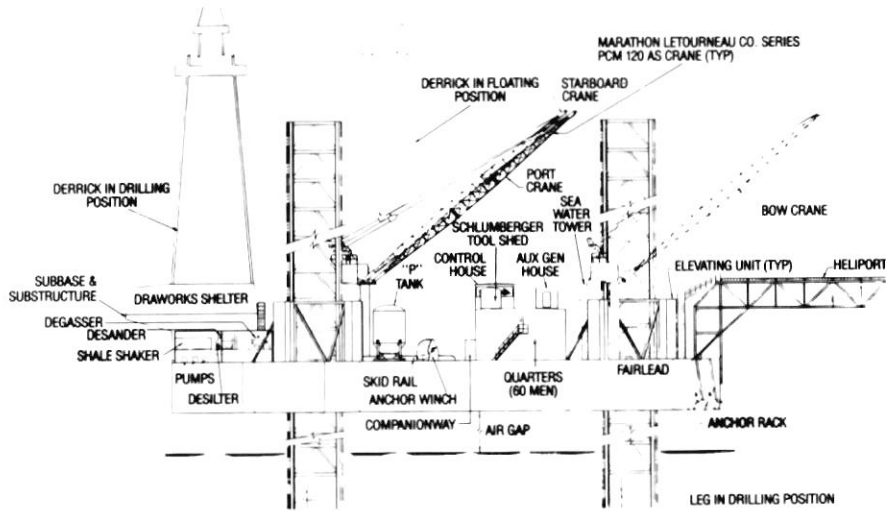 MARATHON LETOURNEAU CO. SERIES
PCM 120 AS CRANE (TYP)
DERRICK IN FLOATING
POSITION
STARBOARD
CRANE
PORT
CRANE
DERRICK IN DRILLING
POSITION
SEA
WATER
TOWER
BOW CRANE
SCHLUMBERGER
TOOL SHED
"P"
TANK
CONTROL
HOUSE
AUX GEN
HOUSE
ELEVATING UNIT (TYP)
HELIPORT
SUBBASE &
SUBSTRUCTURE
DRAWORKS SHELTER
DEGASSER
DESANDER
SHALE SHAKER
PUMPS
DESILTER
SKID RAIL
ANCHOR WINCH
QUARTERS
(60 MEN)
FAIRLEAD
COMPANIONWAY
AIR GAP
ANCHOR RACK
LEG IN DRILLING POSITION